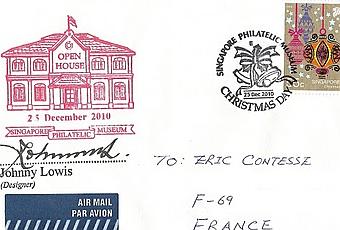 OPEN
HOUSE
25 December 2010
SINGAPORE PHILATELIC MUSEUM
SINGAPORE PHILATELIC MUSEUM
25 Dec 2010
CHRISTMAS DAY
Johnny Lowis
(Designer)
TO: ERIC CONTESSE
F-69
FRANCE
AIR MAIL
PAR AVION